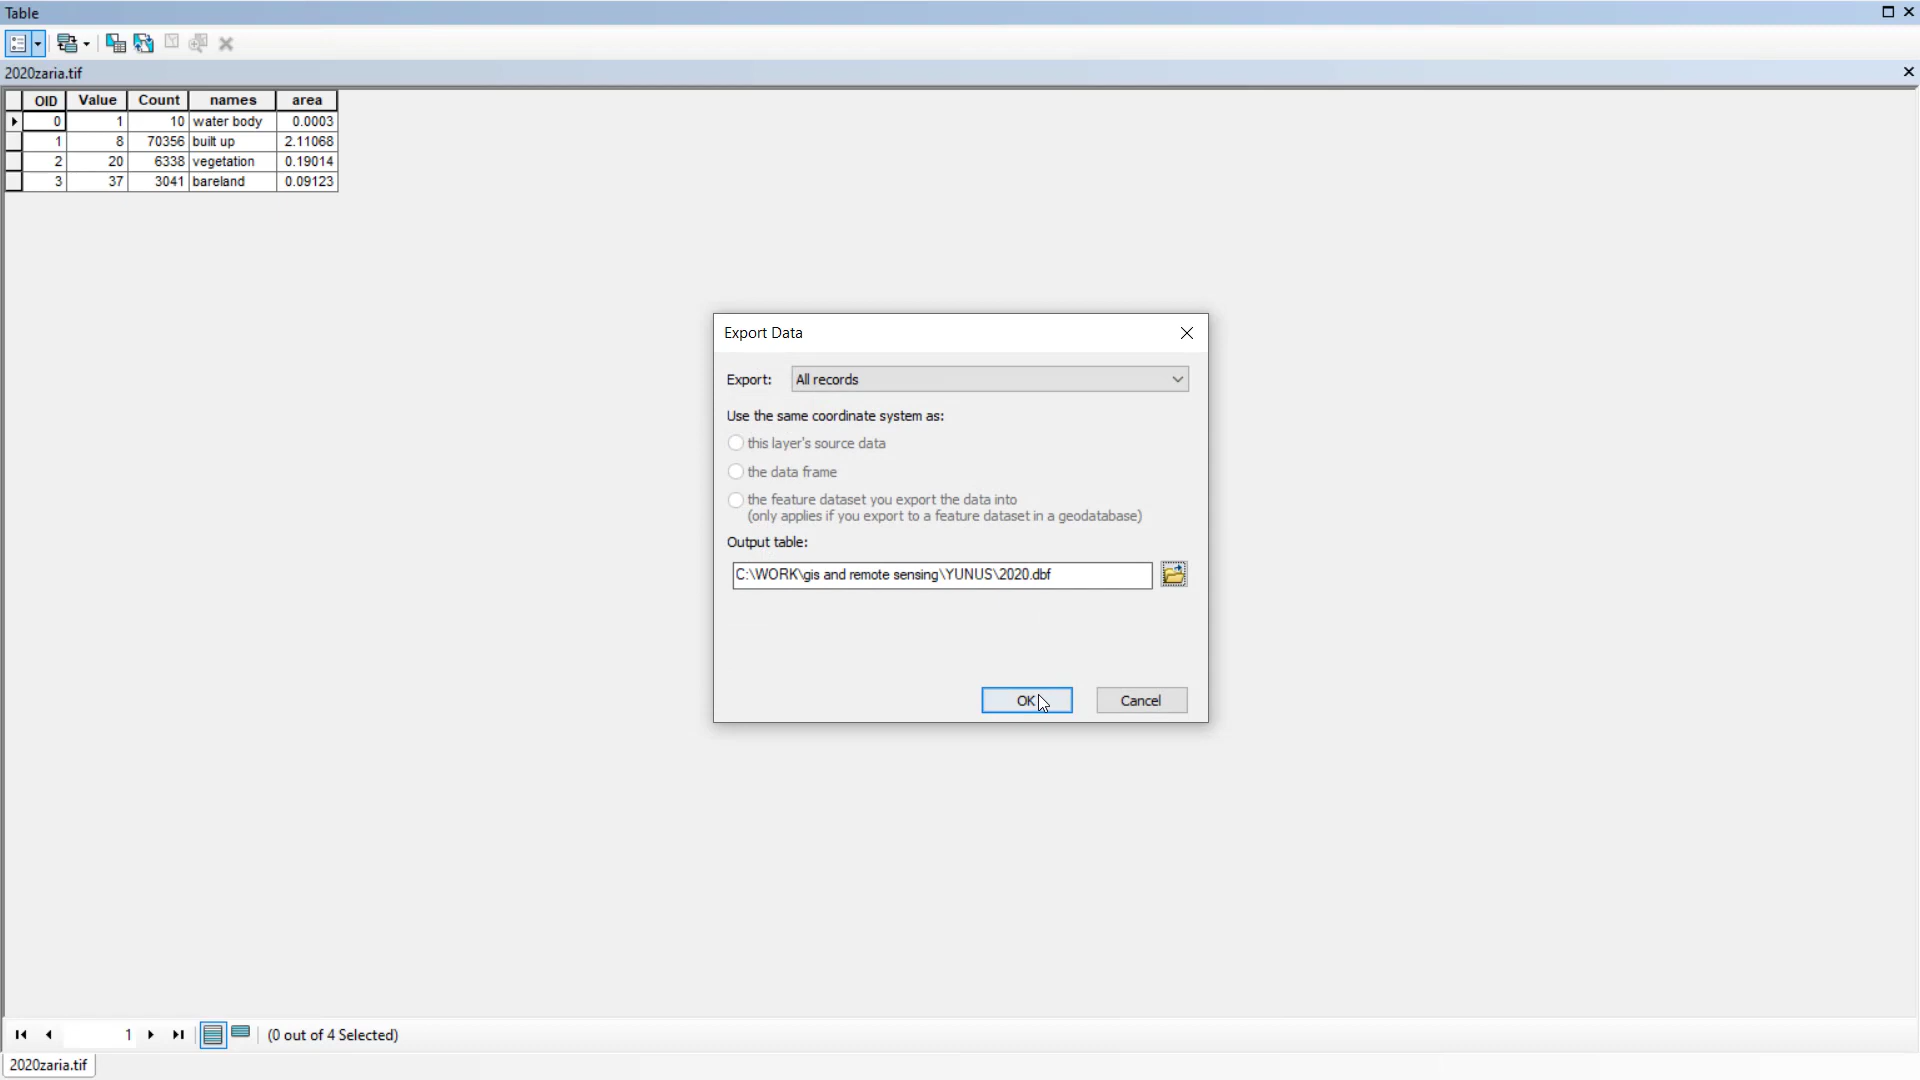 Table
2020zaria.tif
OID Value Count names area
0 1 10 water body 0.0003
1 8 70356 built up 2.11068
2 20 6338 vegetation 0.19014
3 37 3041 bareland 0.09123
Export Data
Export: All records
Use the same coordinate system as:
this layer's source data
the data frame
the feature dataset you export the data into
(only applies if you export to a feature dataset in a geodatabase)
Output table:
C:\WORK\gis and remote sensing\YUNUS\2020.dbf
OK Cancel
1 (0 out of 4 Selected)
2020zaria.tif